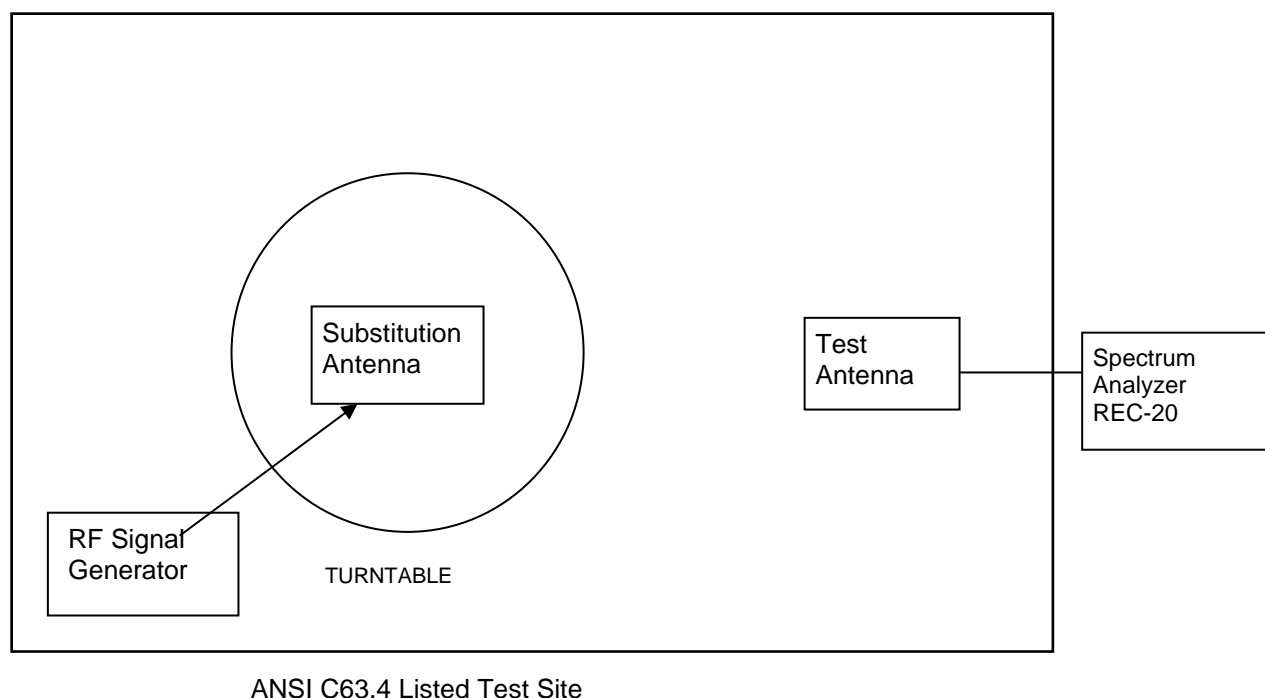 Substitution
Antenna
Test
Antenna
Spectrum
Analyzer
REC-20
RF Signal
Generator
TURNTABLE
ANSI C63.4 Listed Test Site